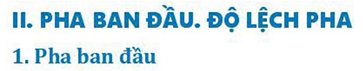 II. PHA BAN ĐẦU. ĐỘ LỆCH PHA
1. Pha ban đầu